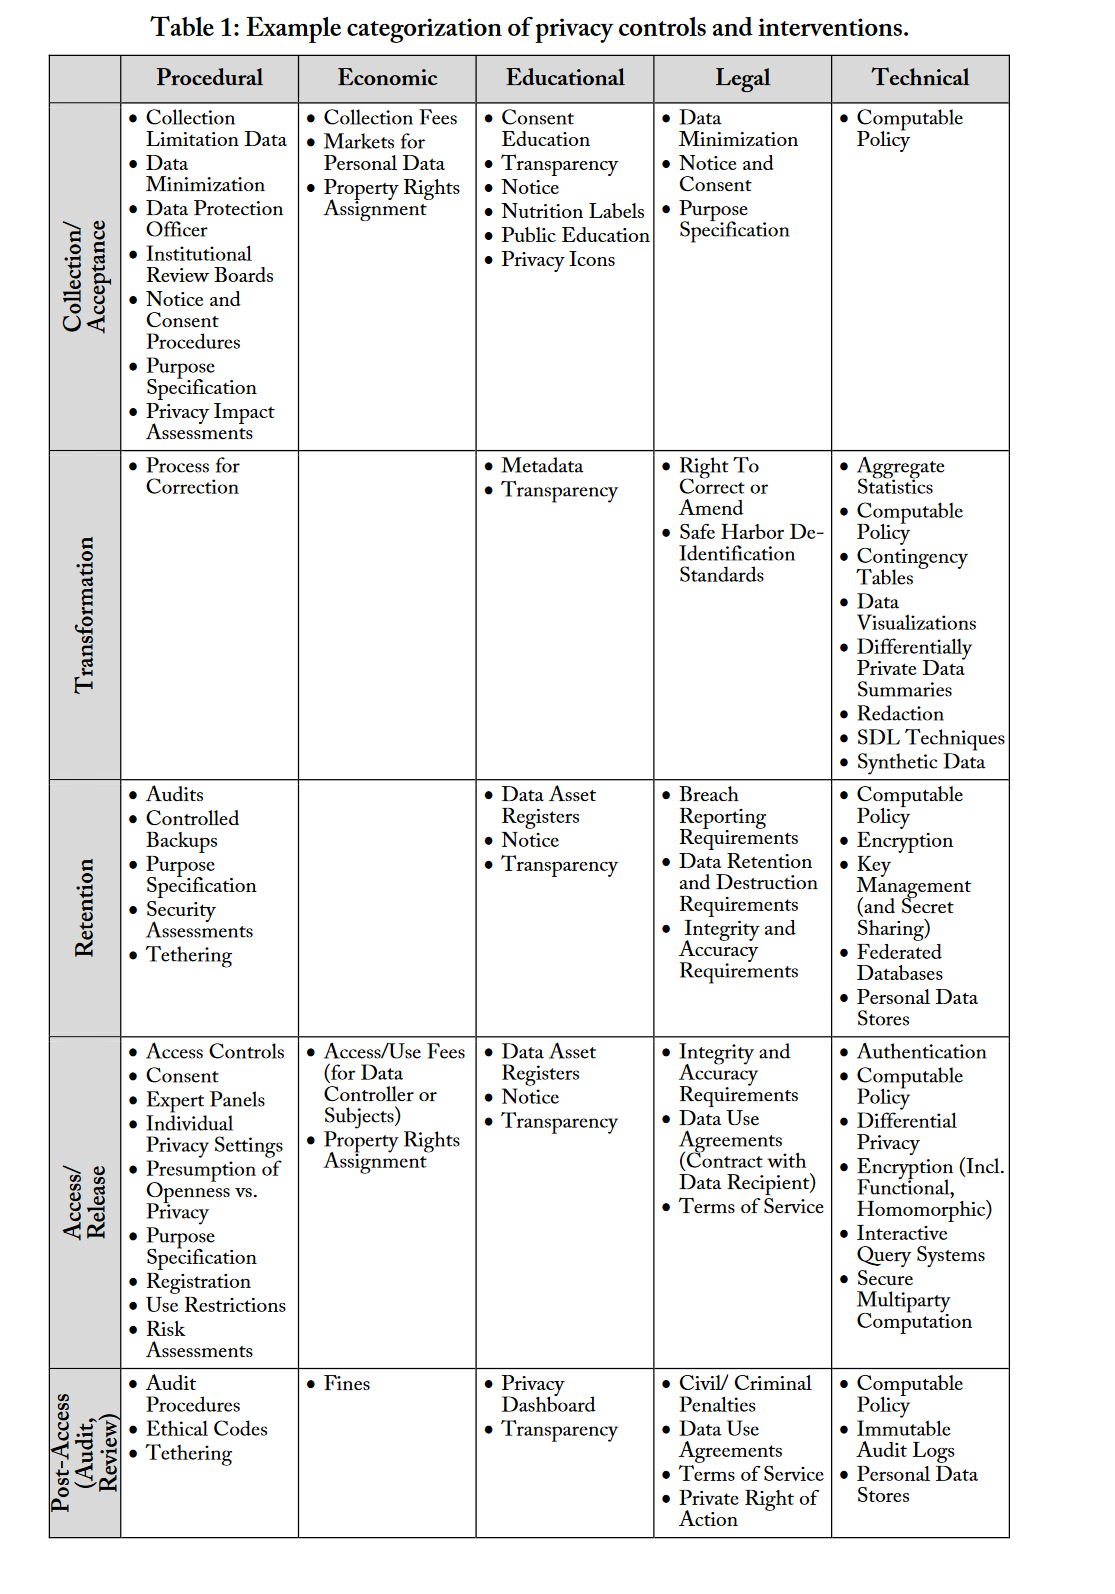 Table 1: Example categorization of privacy controls and interventions.
Procedural
Economic
Educational
Legal
Technical
Collection/
Acceptance
• Collection
Limitation Data
• Data
Minimization
• Data Protection
Officer
• Institutional
Review Boards
• Notice and
Consent
Procedures
• Purpose
Specification
• Privacy Impact
Assessments
• Collection Fees
• Markets for
Personal Data
• Property Rights
Assignment
• Consent
Education
• Transparency
• Notice
• Nutrition Labels
• Public Education
• Privacy Icons
• Data
Minimization
• Notice and
Consent
• Purpose
Specification
• Computable
Policy
Transformation
• Process for
Correction
• Metadata
• Transparency
• Right To
Correct or
Amend
• Safe Harbor De-
Identification
Standards
• Aggregate
Statistics
• Computable
Policy
• Contingency
Tables
• Data
Visualizations
• Differentially
Private Data
Summaries
• Redaction
• SDL Techniques
• Synthetic Data
Retention
• Audits
• Controlled
Backups
• Purpose
Specification
• Security
Assessments
• Tethering
• Data Asset
Registers
• Notice
• Transparency
• Breach
Reporting
Requirements
• Data Retention
and Destruction
Requirements
• Integrity and
Accuracy
Requirements
• Computable
Policy
• Encryption
• Key
Management
(and Secret
Sharing)
• Federated
Databases
• Personal Data
Stores
Access/
Release
• Access Controls
• Consent
• Expert Panels
• Individual
Privacy Settings
• Presumption of
Openness vs.
Privacy
• Purpose
Specification
• Registration
• Use Restrictions
• Risk
Assessments
• Access/Use Fees
(for Data
Controller or
Subjects)
• Property Rights
Assignment
• Data Asset
Registers
• Notice
• Transparency
• Integrity and
Accuracy
Requirements
• Data Use
Agreements
(Contract with
Data Recipient)
• Terms of Service
• Authentication
• Computable
Policy
• Differential
Privacy
• Encryption (Incl.
Functional,
Homomorphic)
• Interactive
Query Systems
• Secure
Multiparty
Computation
Post-Access
(Audit,
Review)
• Audit
Procedures
• Ethical Codes
• Tethering
• Fines
• Privacy
Dashboard
• Transparency
• Civil/ Criminal
Penalties
• Data Use
Agreements
• Terms of Service
• Private Right of
Action
• Computable
Policy
• Immutable
Audit Logs
• Personal Data
Stores